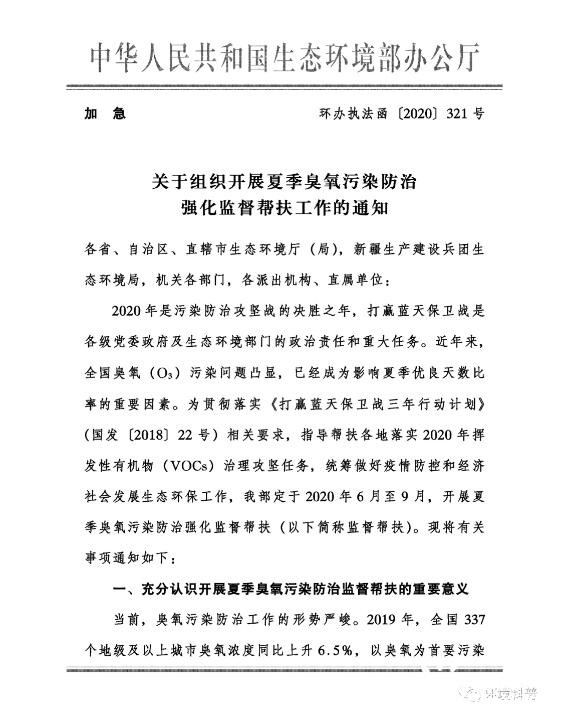 中华人民共和国生态环境部办公厅
加 急 环办执法函〔2020〕321号
关于组织开展夏季臭氧污染防治
强化监督帮扶工作的通知
各省、自治区、直辖市生态环境厅（局），新疆生产建设兵团生
态环境局，机关各部门，各派出机构、直属单位：
2020年是污染防治攻坚战的决胜之年，打赢蓝天保卫战是
各级党委政府及生态环境部门的政治责任和重大任务。近年来，
全国臭氧（O₃）污染问题凸显，已经成为影响夏季优良天数比
率的重要因素。为贯彻落实《打赢蓝天保卫战三年行动计划》
（国发〔2018〕22号）相关要求，指导帮扶各地落实2020年挥
发性有机物（VOCs）治理攻坚任务，统筹做好疫情防控和经济
社会发展生态环保工作，我部定于2020年6月至9月，开展夏
季臭氧污染防治强化监督帮扶（以下简称监督帮扶）。现将有关
事项通知如下：
一、充分认识开展夏季臭氧污染防治监督帮扶的重要意义
当前，臭氧污染防治工作的形势严峻。2019年，全国337
个地级及以上城市臭氧浓度同比上升6.5%，以臭氧为首要污染
环境科普